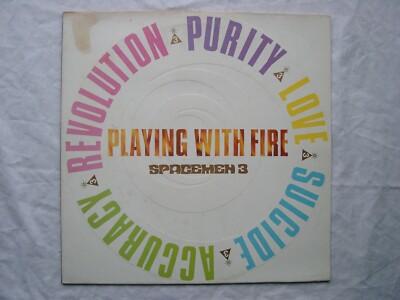 REVOLUTION
PURITY
LOVE
SUICIDE
ACCURACY
PLAYING WITH FIRE
SPACEMEN 3